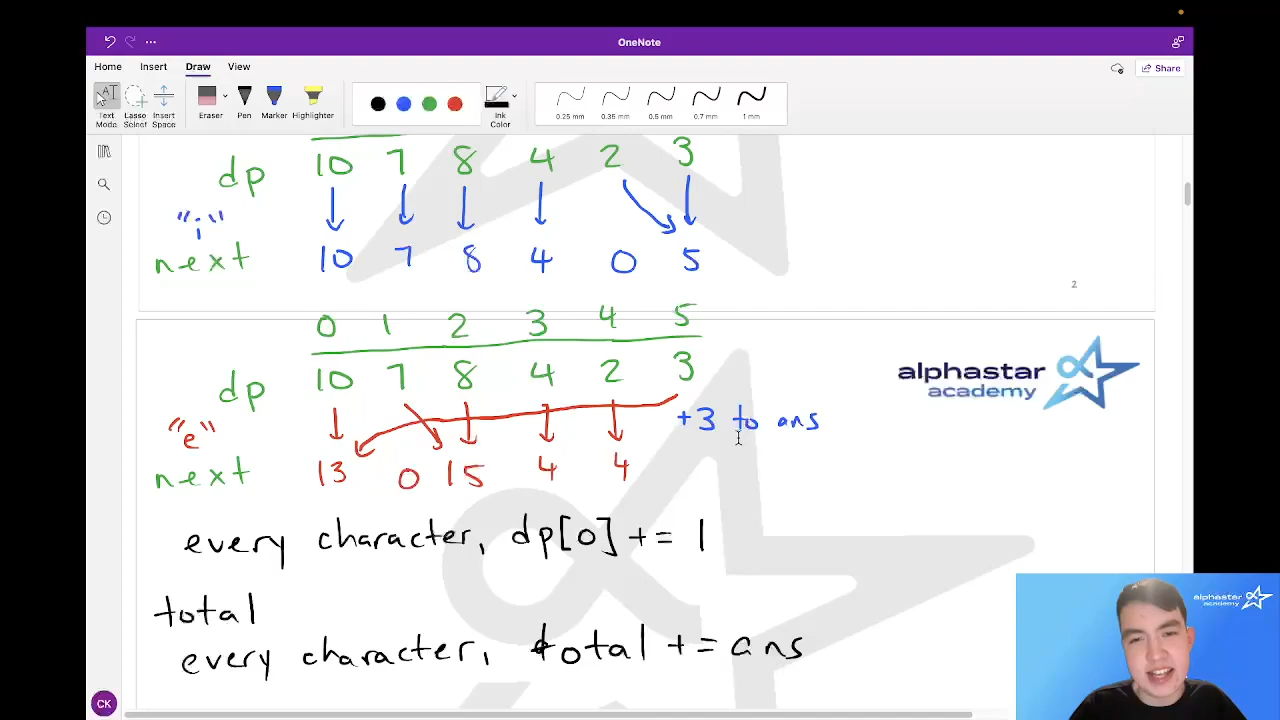 OneNote
Home Insert Draw View
Share
Text Mode
Lasso Select
Insert Space
Eraser
Pen
Marker
Highlighter
Ink Color
0.25 mm
0.35 mm
0.5 mm
0.7 mm
1 mm
dp 10 7 8 4 2 3
"i"
next 10 7 8 4 0 5
2
0 1 2 3 4 5
alphastar
academy
dp 10 7 8 4 2 3
"e" +3 to ans
next 13 0 15 4 4
every character, dp[0] += 1
total
every character, total += ans
alphastar
academy
CK